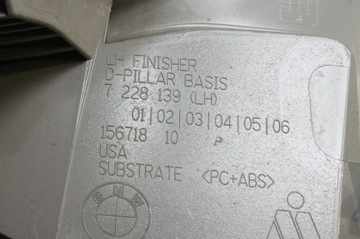 LH FINISHER
D-PILLAR BASIS
7 228 139 (LH)
01|02|03|04|05|06
156718 10 P
USA
SUBSTRATE <PC+ABS>
BMW